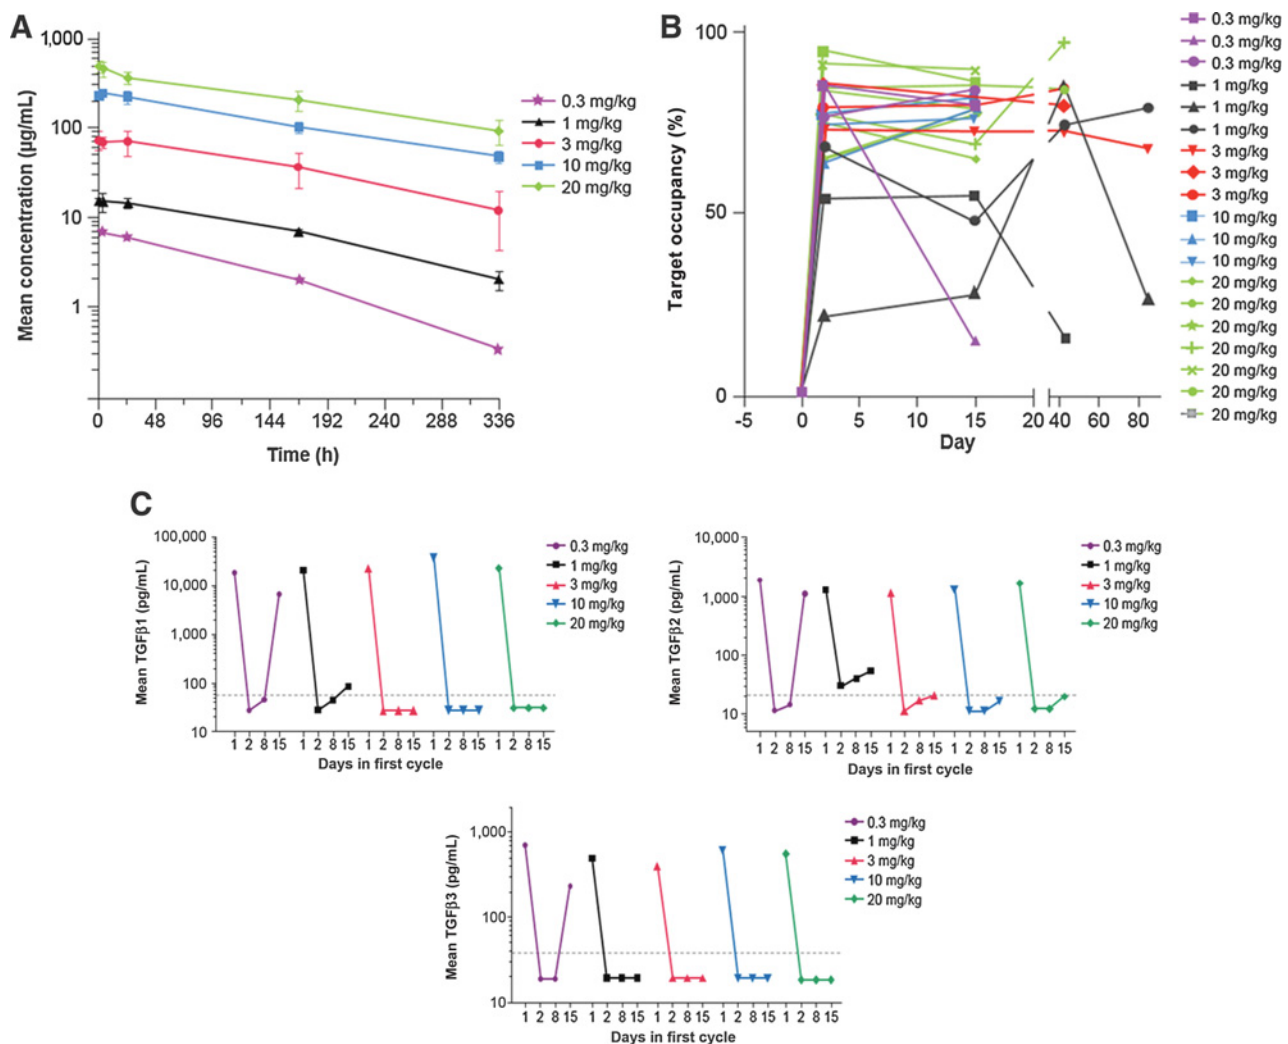 A
1,000
100
10
1
Mean concentration (µg/mL)
0 48 96 144 192 240 288 336
Time (h)
0.3 mg/kg
1 mg/kg
3 mg/kg
10 mg/kg
20 mg/kg
B
100
50
0
Target occupancy (%)
-5 0 5 10 15 20 40 60 80
Day
0.3 mg/kg
0.3 mg/kg
0.3 mg/kg
1 mg/kg
1 mg/kg
1 mg/kg
3 mg/kg
3 mg/kg
3 mg/kg
10 mg/kg
10 mg/kg
10 mg/kg
20 mg/kg
20 mg/kg
20 mg/kg
20 mg/kg
20 mg/kg
20 mg/kg
20 mg/kg
C
100,000
10,000
1,000
100
10
Mean TGFβ1 (pg/mL)
1 2 8 15 1 2 8 15 1 2 8 15 1 2 8 15 1 2 8 15
Days in first cycle
0.3 mg/kg
1 mg/kg
3 mg/kg
10 mg/kg
20 mg/kg
10,000
1,000
100
10
Mean TGFβ2 (pg/mL)
1 2 8 15 1 2 8 15 1 2 8 15 1 2 8 15 1 2 8 15
Days in first cycle
0.3 mg/kg
1 mg/kg
3 mg/kg
10 mg/kg
20 mg/kg
1,000
100
10
Mean TGFβ3 (pg/mL)
1 2 8 15 1 2 8 15 1 2 8 15 1 2 8 15 1 2 8 15
Days in first cycle
0.3 mg/kg
1 mg/kg
3 mg/kg
10 mg/kg
20 mg/kg